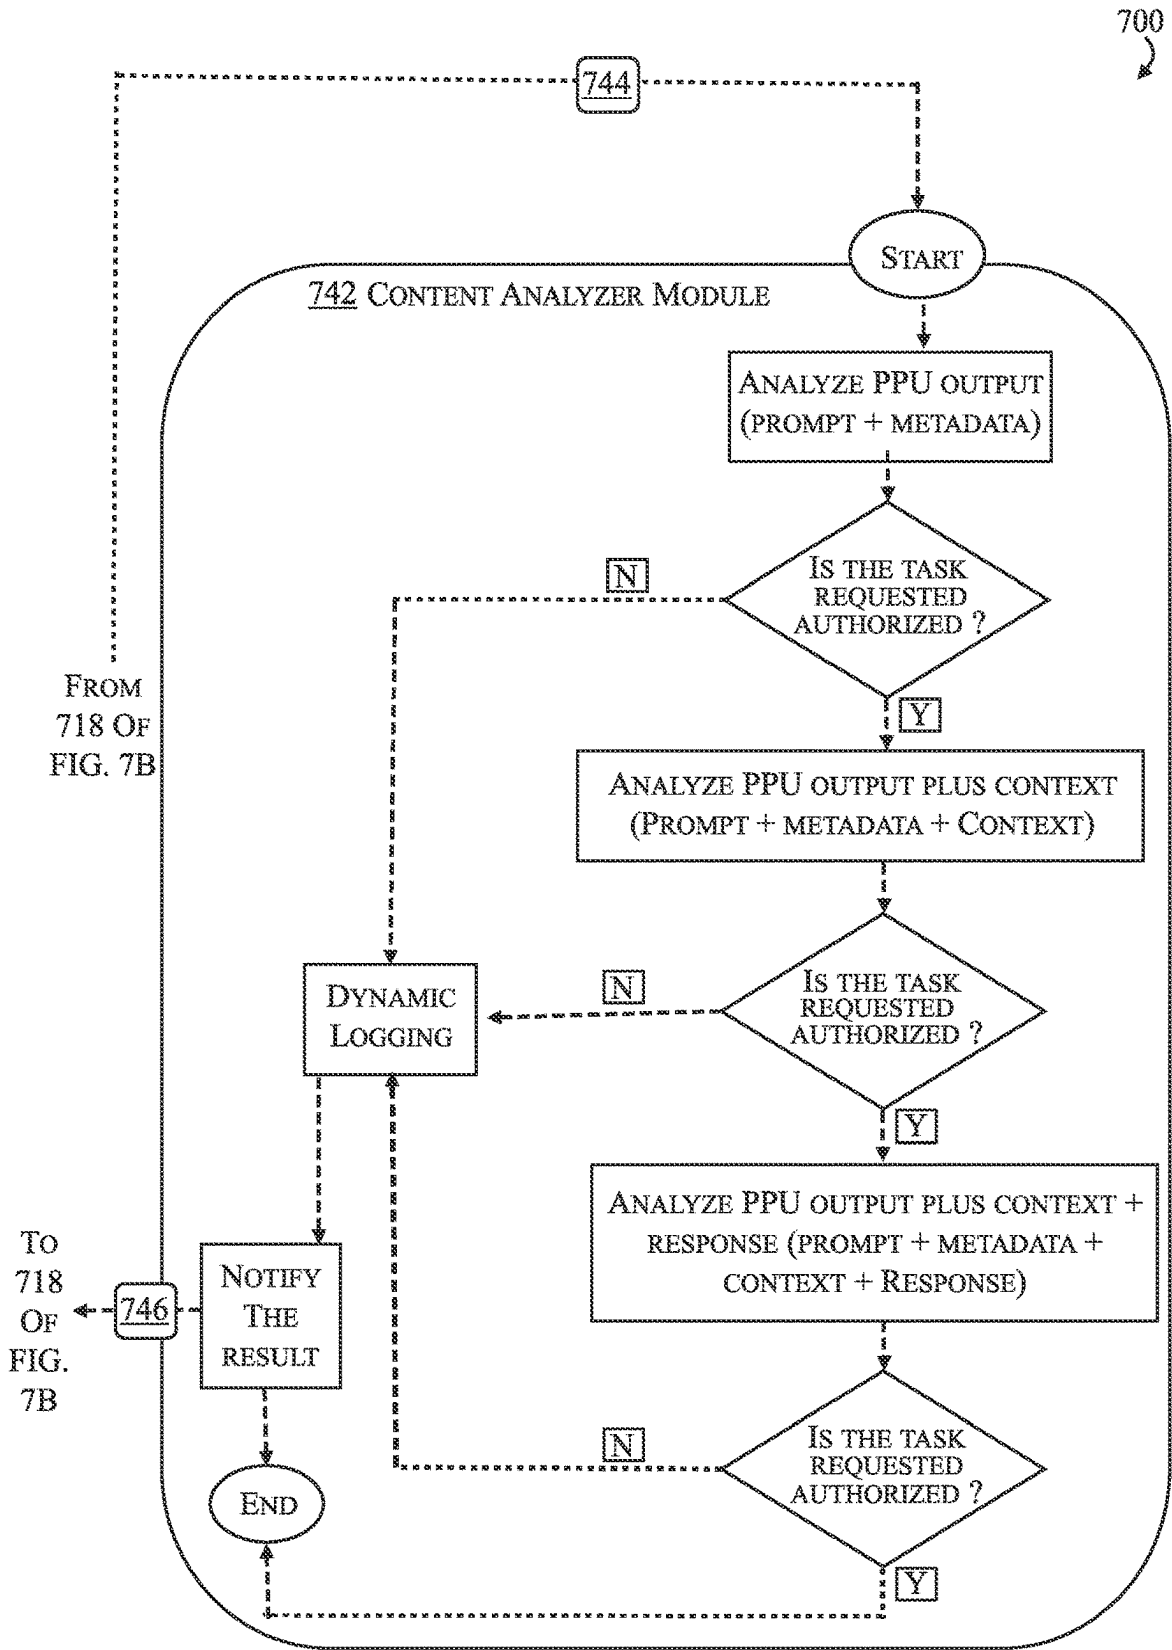 700
744
START
742 CONTENT ANALYZER MODULE
ANALYZE PPU OUTPUT
(PROMPT + METADATA)
IS THE TASK
REQUESTED
AUTHORIZED ?
N
Y
FROM
718 OF
FIG. 7B
ANALYZE PPU OUTPUT PLUS CONTEXT
(PROMPT + METADATA + CONTEXT)
DYNAMIC
LOGGING
N
IS THE TASK
REQUESTED
AUTHORIZED ?
Y
ANALYZE PPU OUTPUT PLUS CONTEXT +
RESPONSE (PROMPT + METADATA +
CONTEXT + RESPONSE)
TO
718
OF
FIG.
7B
746
NOTIFY
THE
RESULT
N
IS THE TASK
REQUESTED
AUTHORIZED ?
END
Y